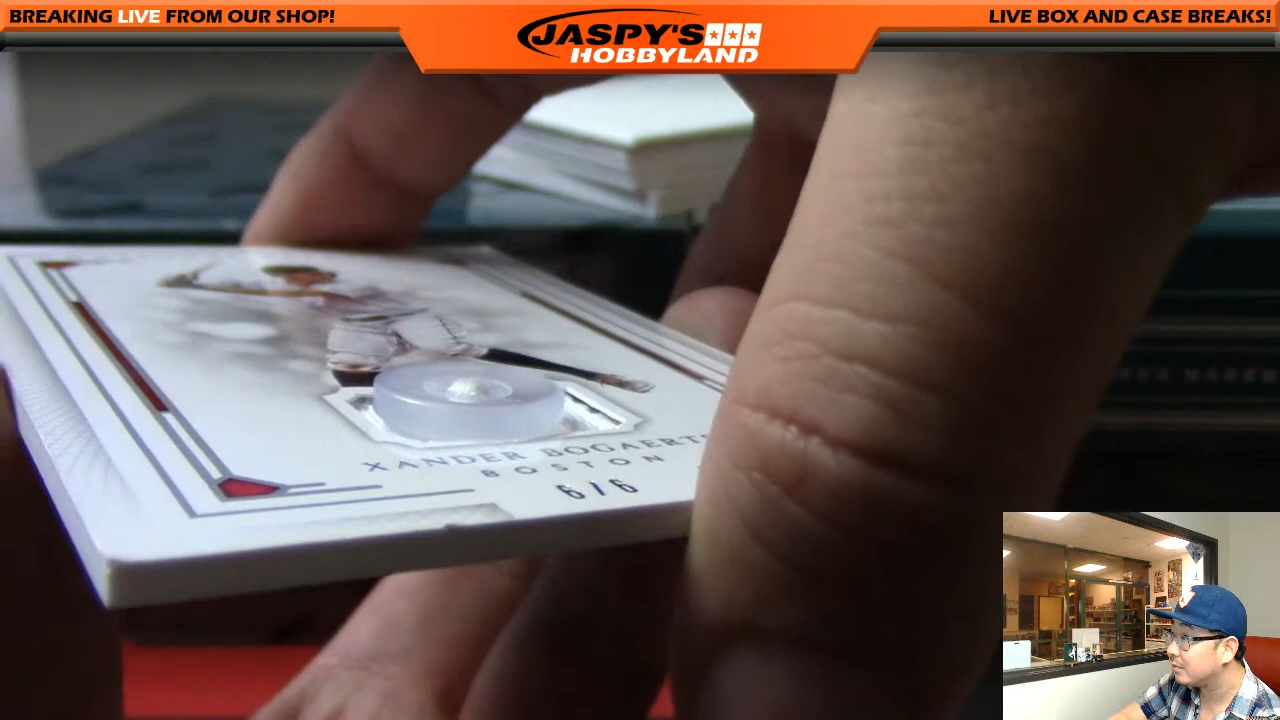 BREAKING LIVE FROM OUR SHOP!
JASPY'S
HOBBYLAND
LIVE BOX AND CASE BREAKS!
XANDER BOGAERTS
BOSTON
6/6